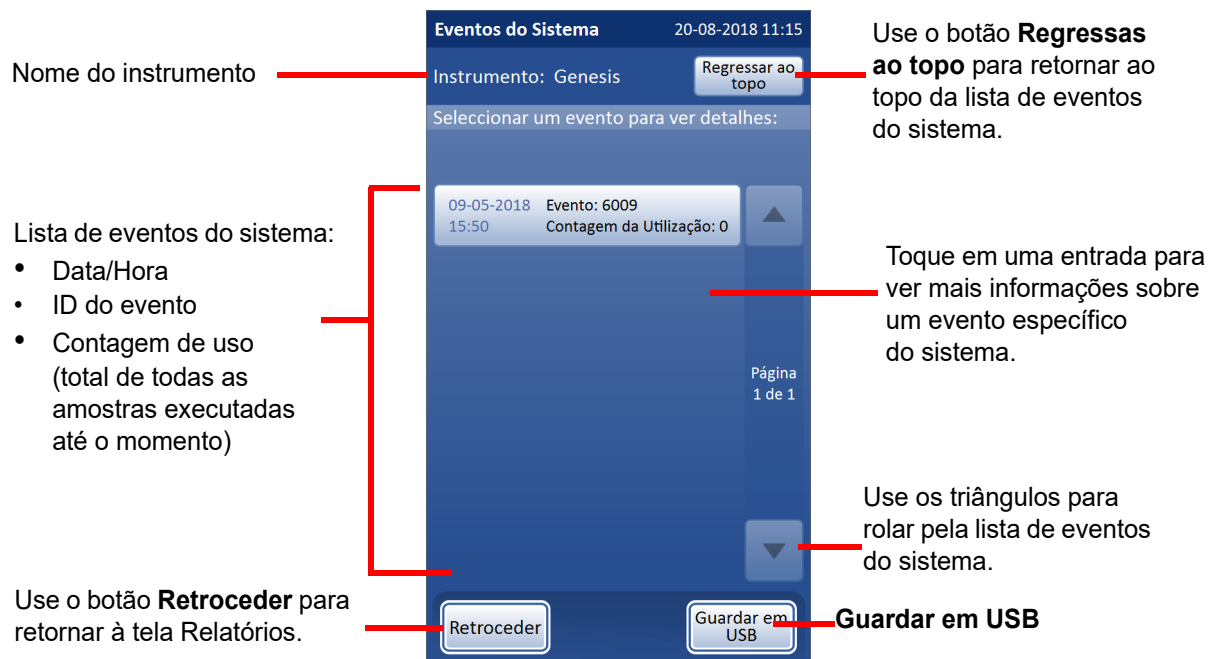 Nome do instrumento
Lista de eventos do sistema:
• Data/Hora
• ID do evento
• Contagem de uso
(total de todas as
amostras executadas
até o momento)
Use o botão Retroceder para
retornar à tela Relatórios.
Eventos do Sistema 20-08-2018 11:15
Instrumento: Genesis
Regressar ao
topo
Seleccionar um evento para ver detalhes:
09-05-2018 Evento: 6009
15:50 Contagem da Utilização: 0
Página
1 de 1
Retroceder
Guardar em
USB
Use o botão Regressas
ao topo para retornar ao
topo da lista de eventos
do sistema.
Toque em uma entrada para
ver mais informações sobre
um evento específico
do sistema.
Use os triângulos para
rolar pela lista de eventos
do sistema.
Guardar em USB